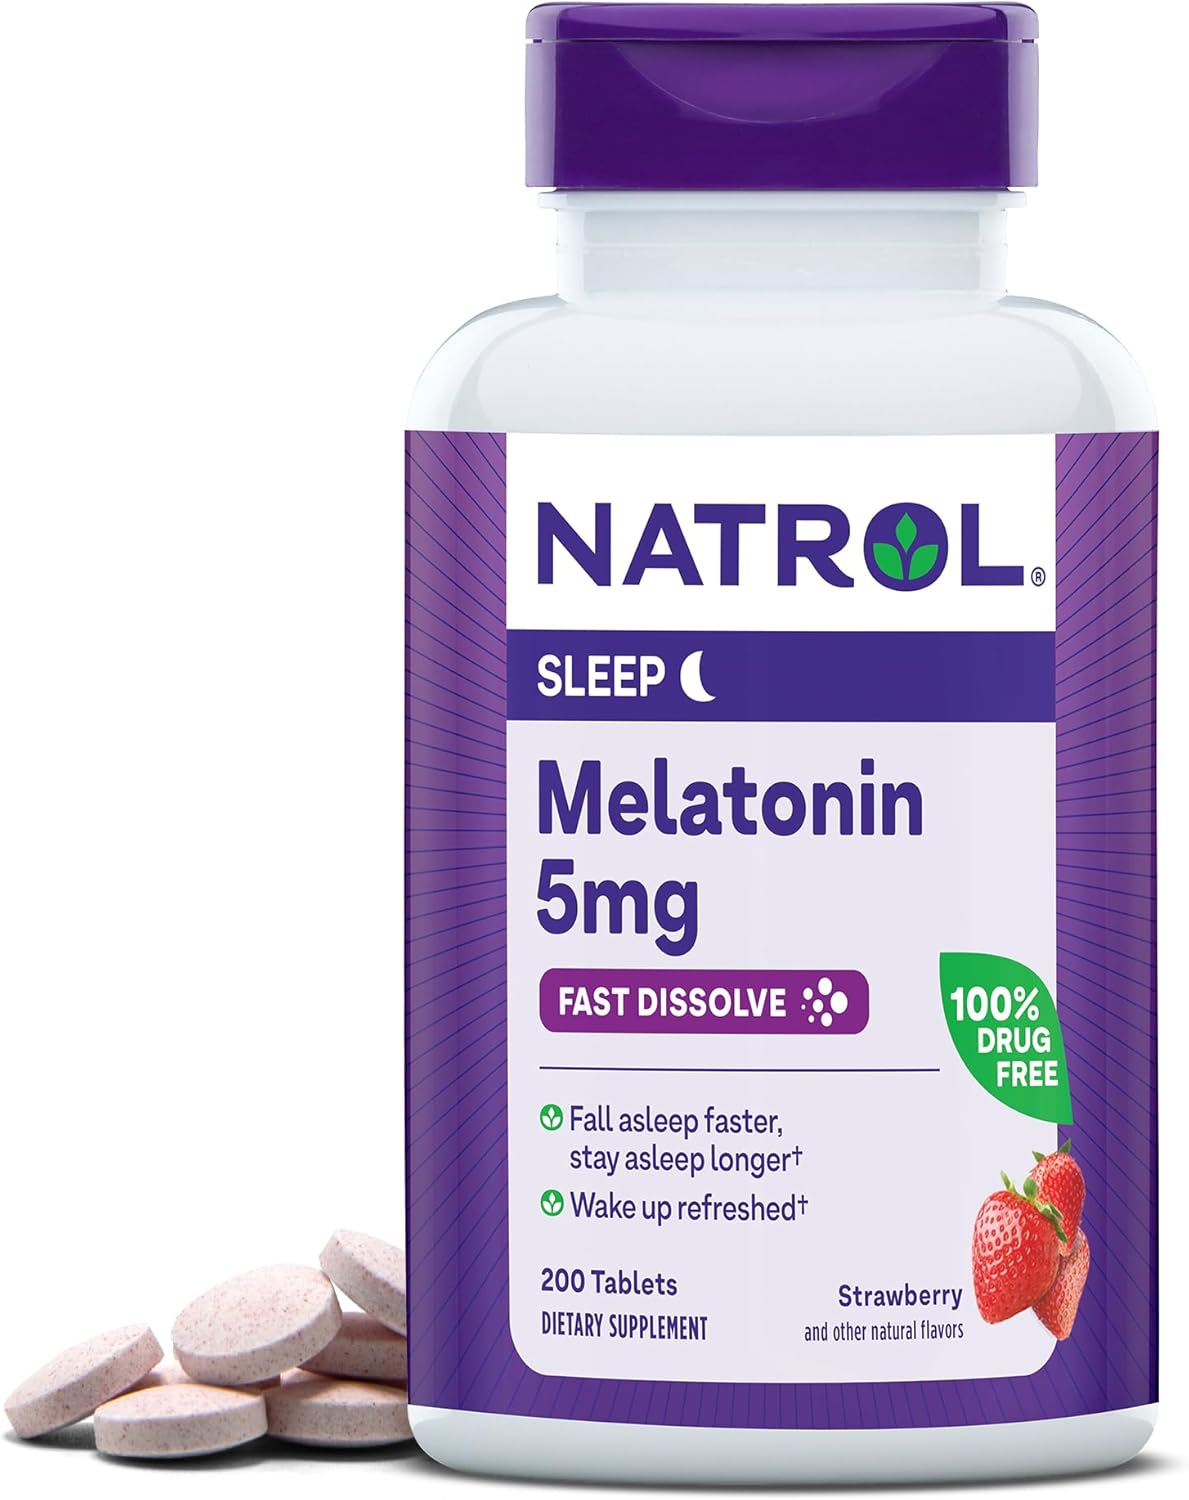 NATROL®
SLEEP
Melatonin
5mg
FAST DISSOLVE
100%
DRUG
FREE
Fall asleep faster,
stay asleep longer†
Wake up refreshed†
200 Tablets
DIETARY SUPPLEMENT
Strawberry
and other natural flavors